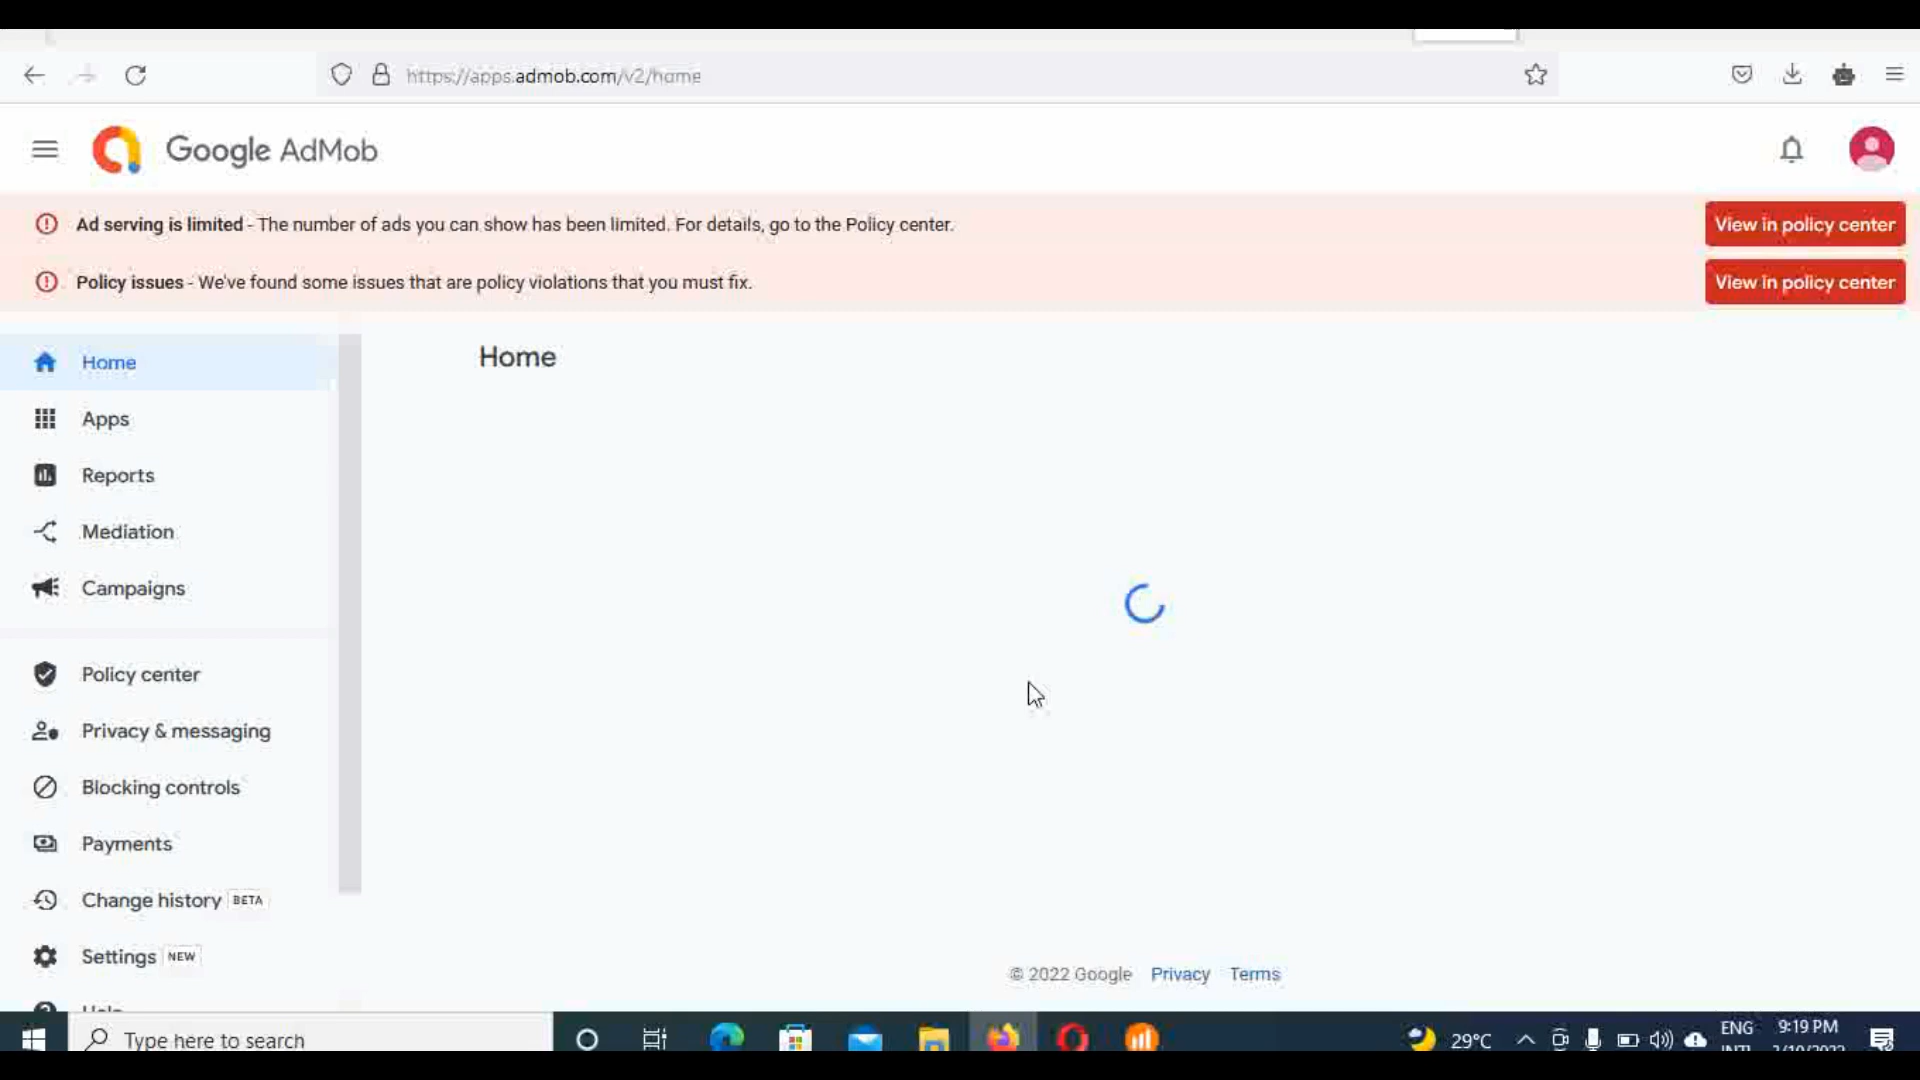 https://apps.admob.com/v2/home
Google AdMob
Ad serving is limited - The number of ads you can show has been limited. For details, go to the Policy center.
View in policy center
Policy issues - We've found some issues that are policy violations that you must fix.
View in policy center
Home
Home
Apps
Reports
Mediation
Campaigns
Policy center
Privacy & messaging
Blocking controls
Payments
Change history BETA
Settings NEW
© 2022 Google Privacy Terms
Type here to search
29°C
ENG
9:19 PM